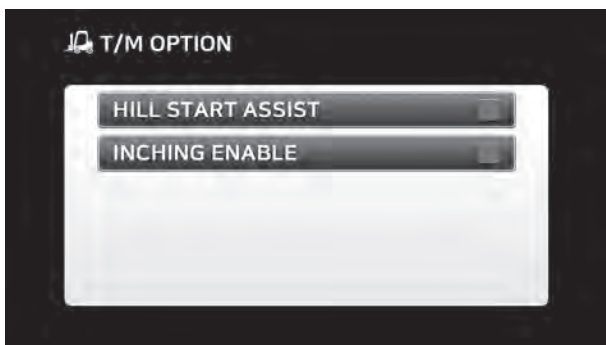 T/M OPTION
HILL START ASSIST
INCHING ENABLE